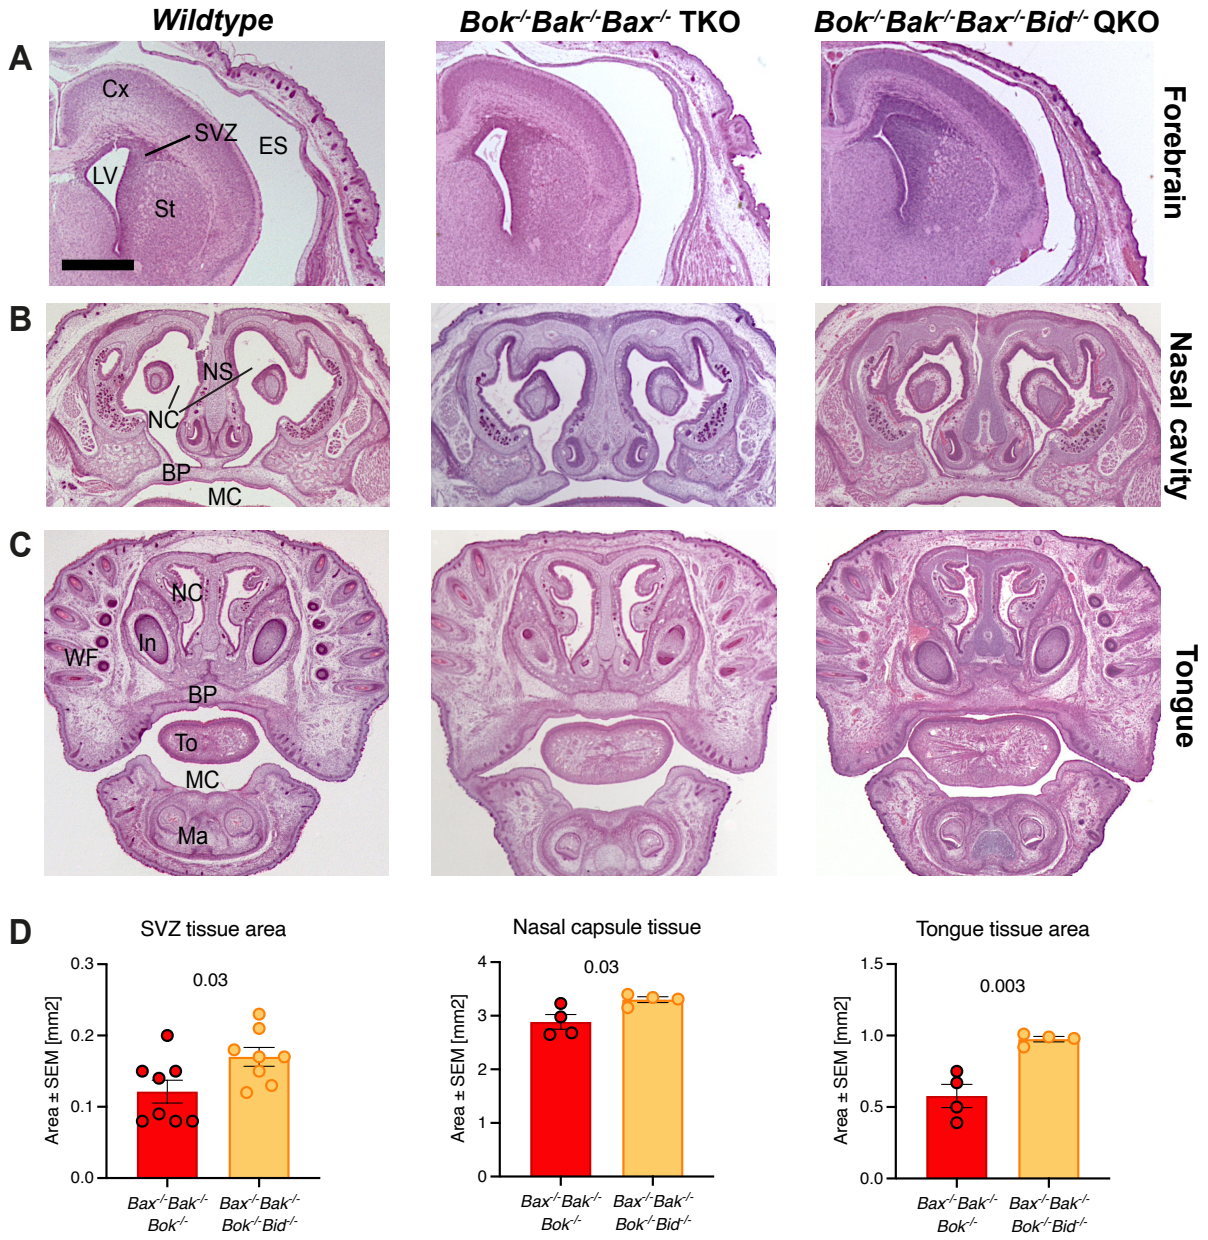 Wildtype
Bok-/-Bak-/-Bax-/- TKO
Bok-/-Bak-/-Bax-/-Bid-/- QKO
A
Cx
SVZ
ES
LV
St
Forebrain
B
NS
NC
BP
MC
Nasal cavity
C
NC
In
WF
BP
To
MC
Ma
Tongue
D
SVZ tissue area
0.3
0.2
0.1
0.0
Area ± SEM [mm2]
0.03
Bax-/-Bak-/-
Bok-/-
Bax-/-Bak-/-
Bok-/-Bid-/-
Nasal capsule tissue
4
3
2
1
0
Area ± SEM [mm2]
0.03
Bax-/-Bak-/-
Bok-/-
Bax-/-Bak-/-
Bok-/-Bid-/-
Tongue tissue area
1.5
1.0
0.5
0.0
Area ± SEM [mm2]
0.003
Bax-/-Bak-/-
Bok-/-
Bax-/-Bak-/-
Bok-/-Bid-/-